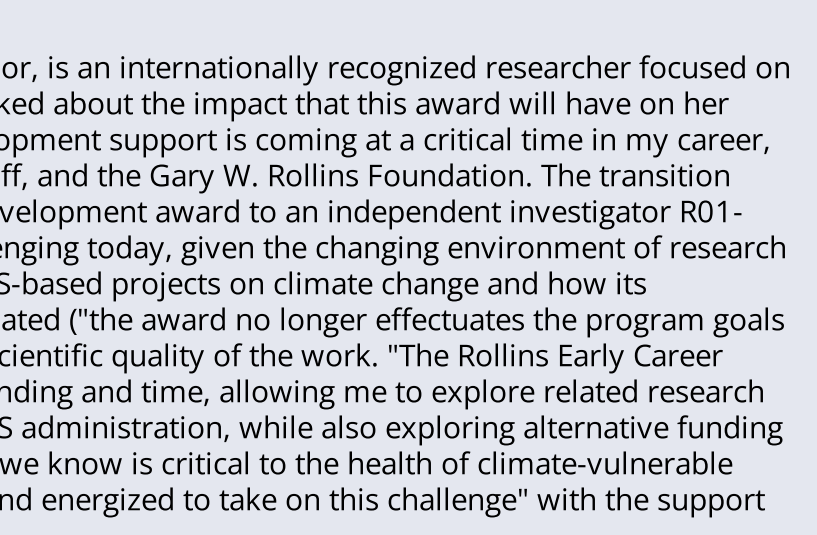 or, is an internationally recognized researcher focused on
ked about the impact that this award will have on her
opment support is coming at a critical time in my career,
ff, and the Gary W. Rollins Foundation. The transition
velopment award to an independent investigator R01-
enging today, given the changing environment of research
S-based projects on climate change and how its
ated ("the award no longer effectuates the program goals
cientific quality of the work. "The Rollins Early Career
nding and time, allowing me to explore related research
S administration, while also exploring alternative funding
we know is critical to the health of climate-vulnerable
nd energized to take on this challenge" with the support